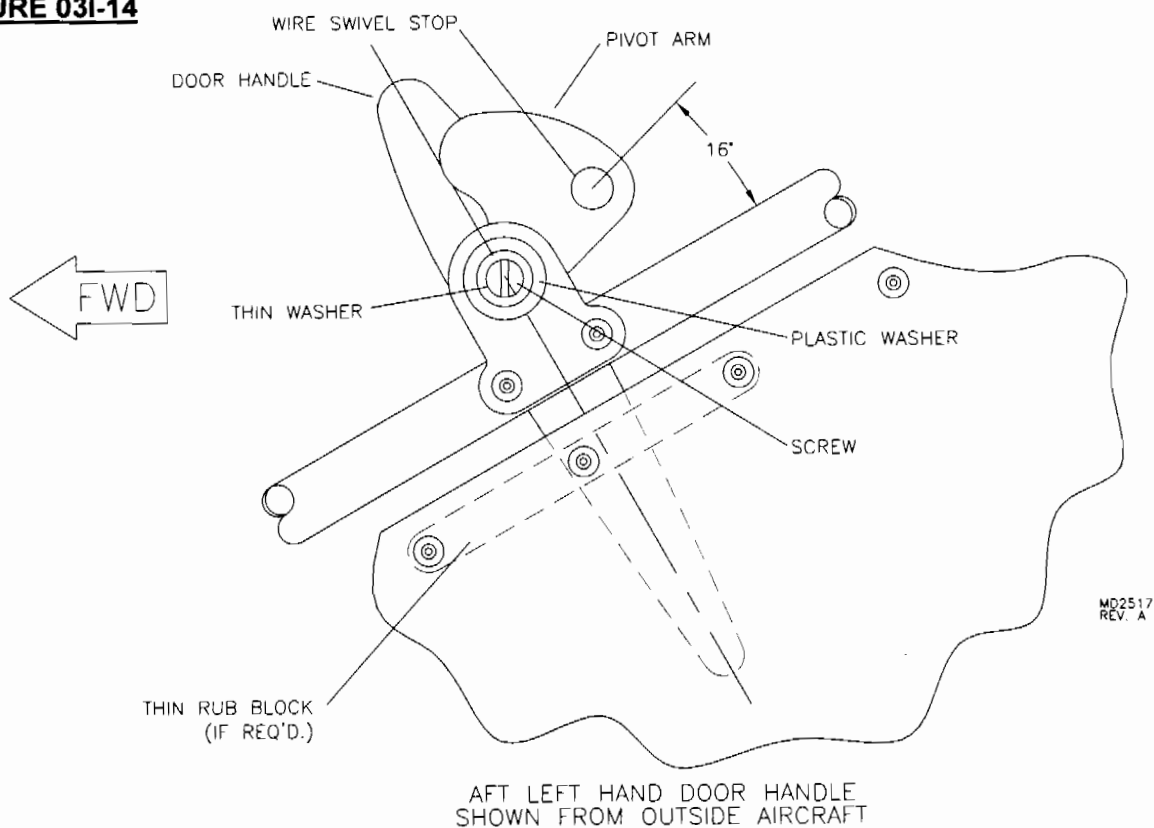 URE 03I-14
WIRE SWIVEL STOP
PIVOT ARM
DOOR HANDLE
16°
FWD
THIN WASHER
PLASTIC WASHER
SCREW
MD2517
REV. A
THIN RUB BLOCK
(IF REQ'D.)
AFT LEFT HAND DOOR HANDLE
SHOWN FROM OUTSIDE AIRCRAFT